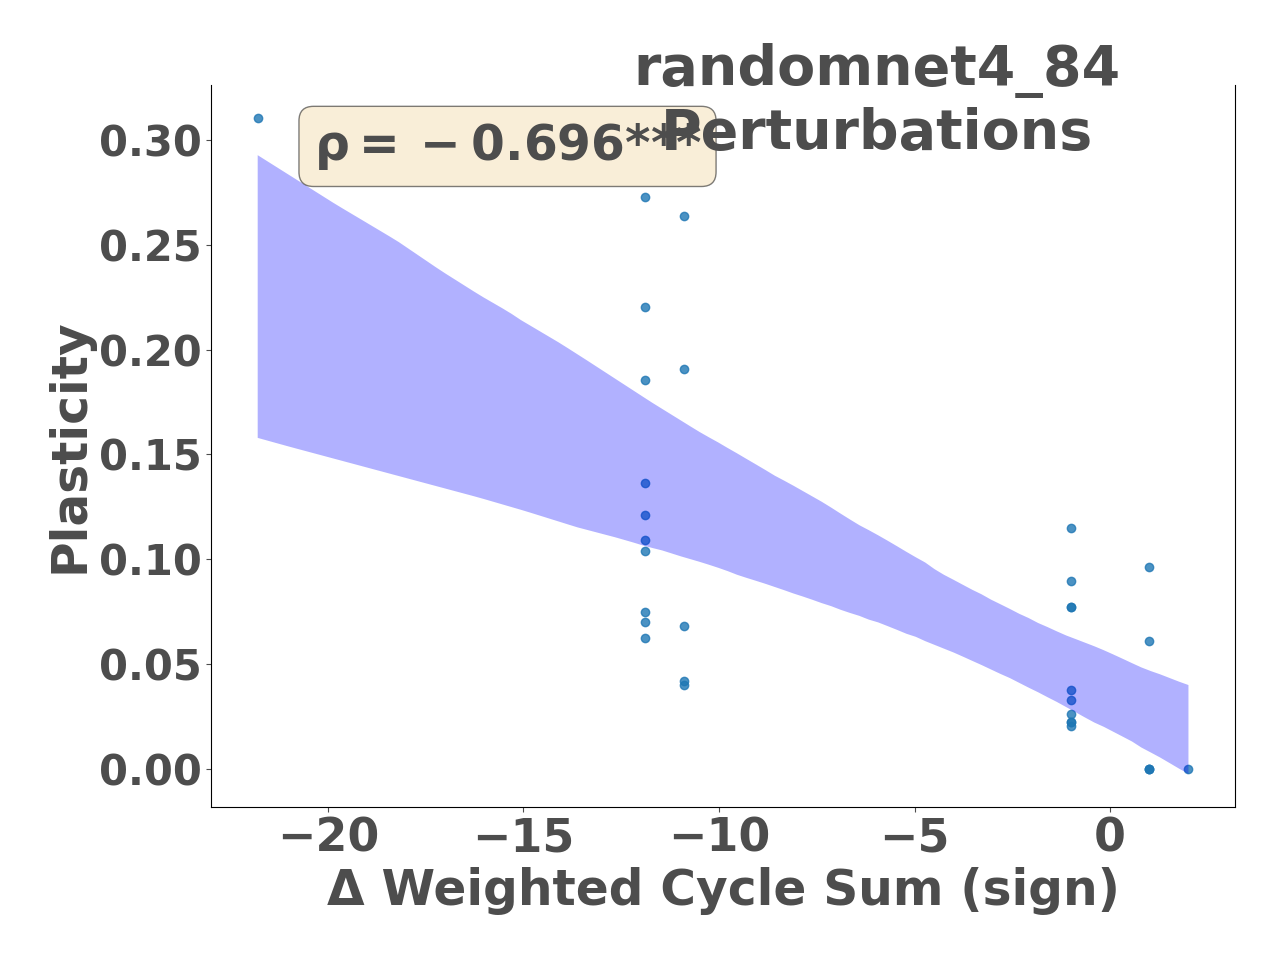 randomnet4_84
Perturbations
ρ = − 0.696***
0.30
0.25
0.20
0.15
0.10
0.05
0.00
Plasticity
−20 −15 −10 −5 0
Δ Weighted Cycle Sum (sign)